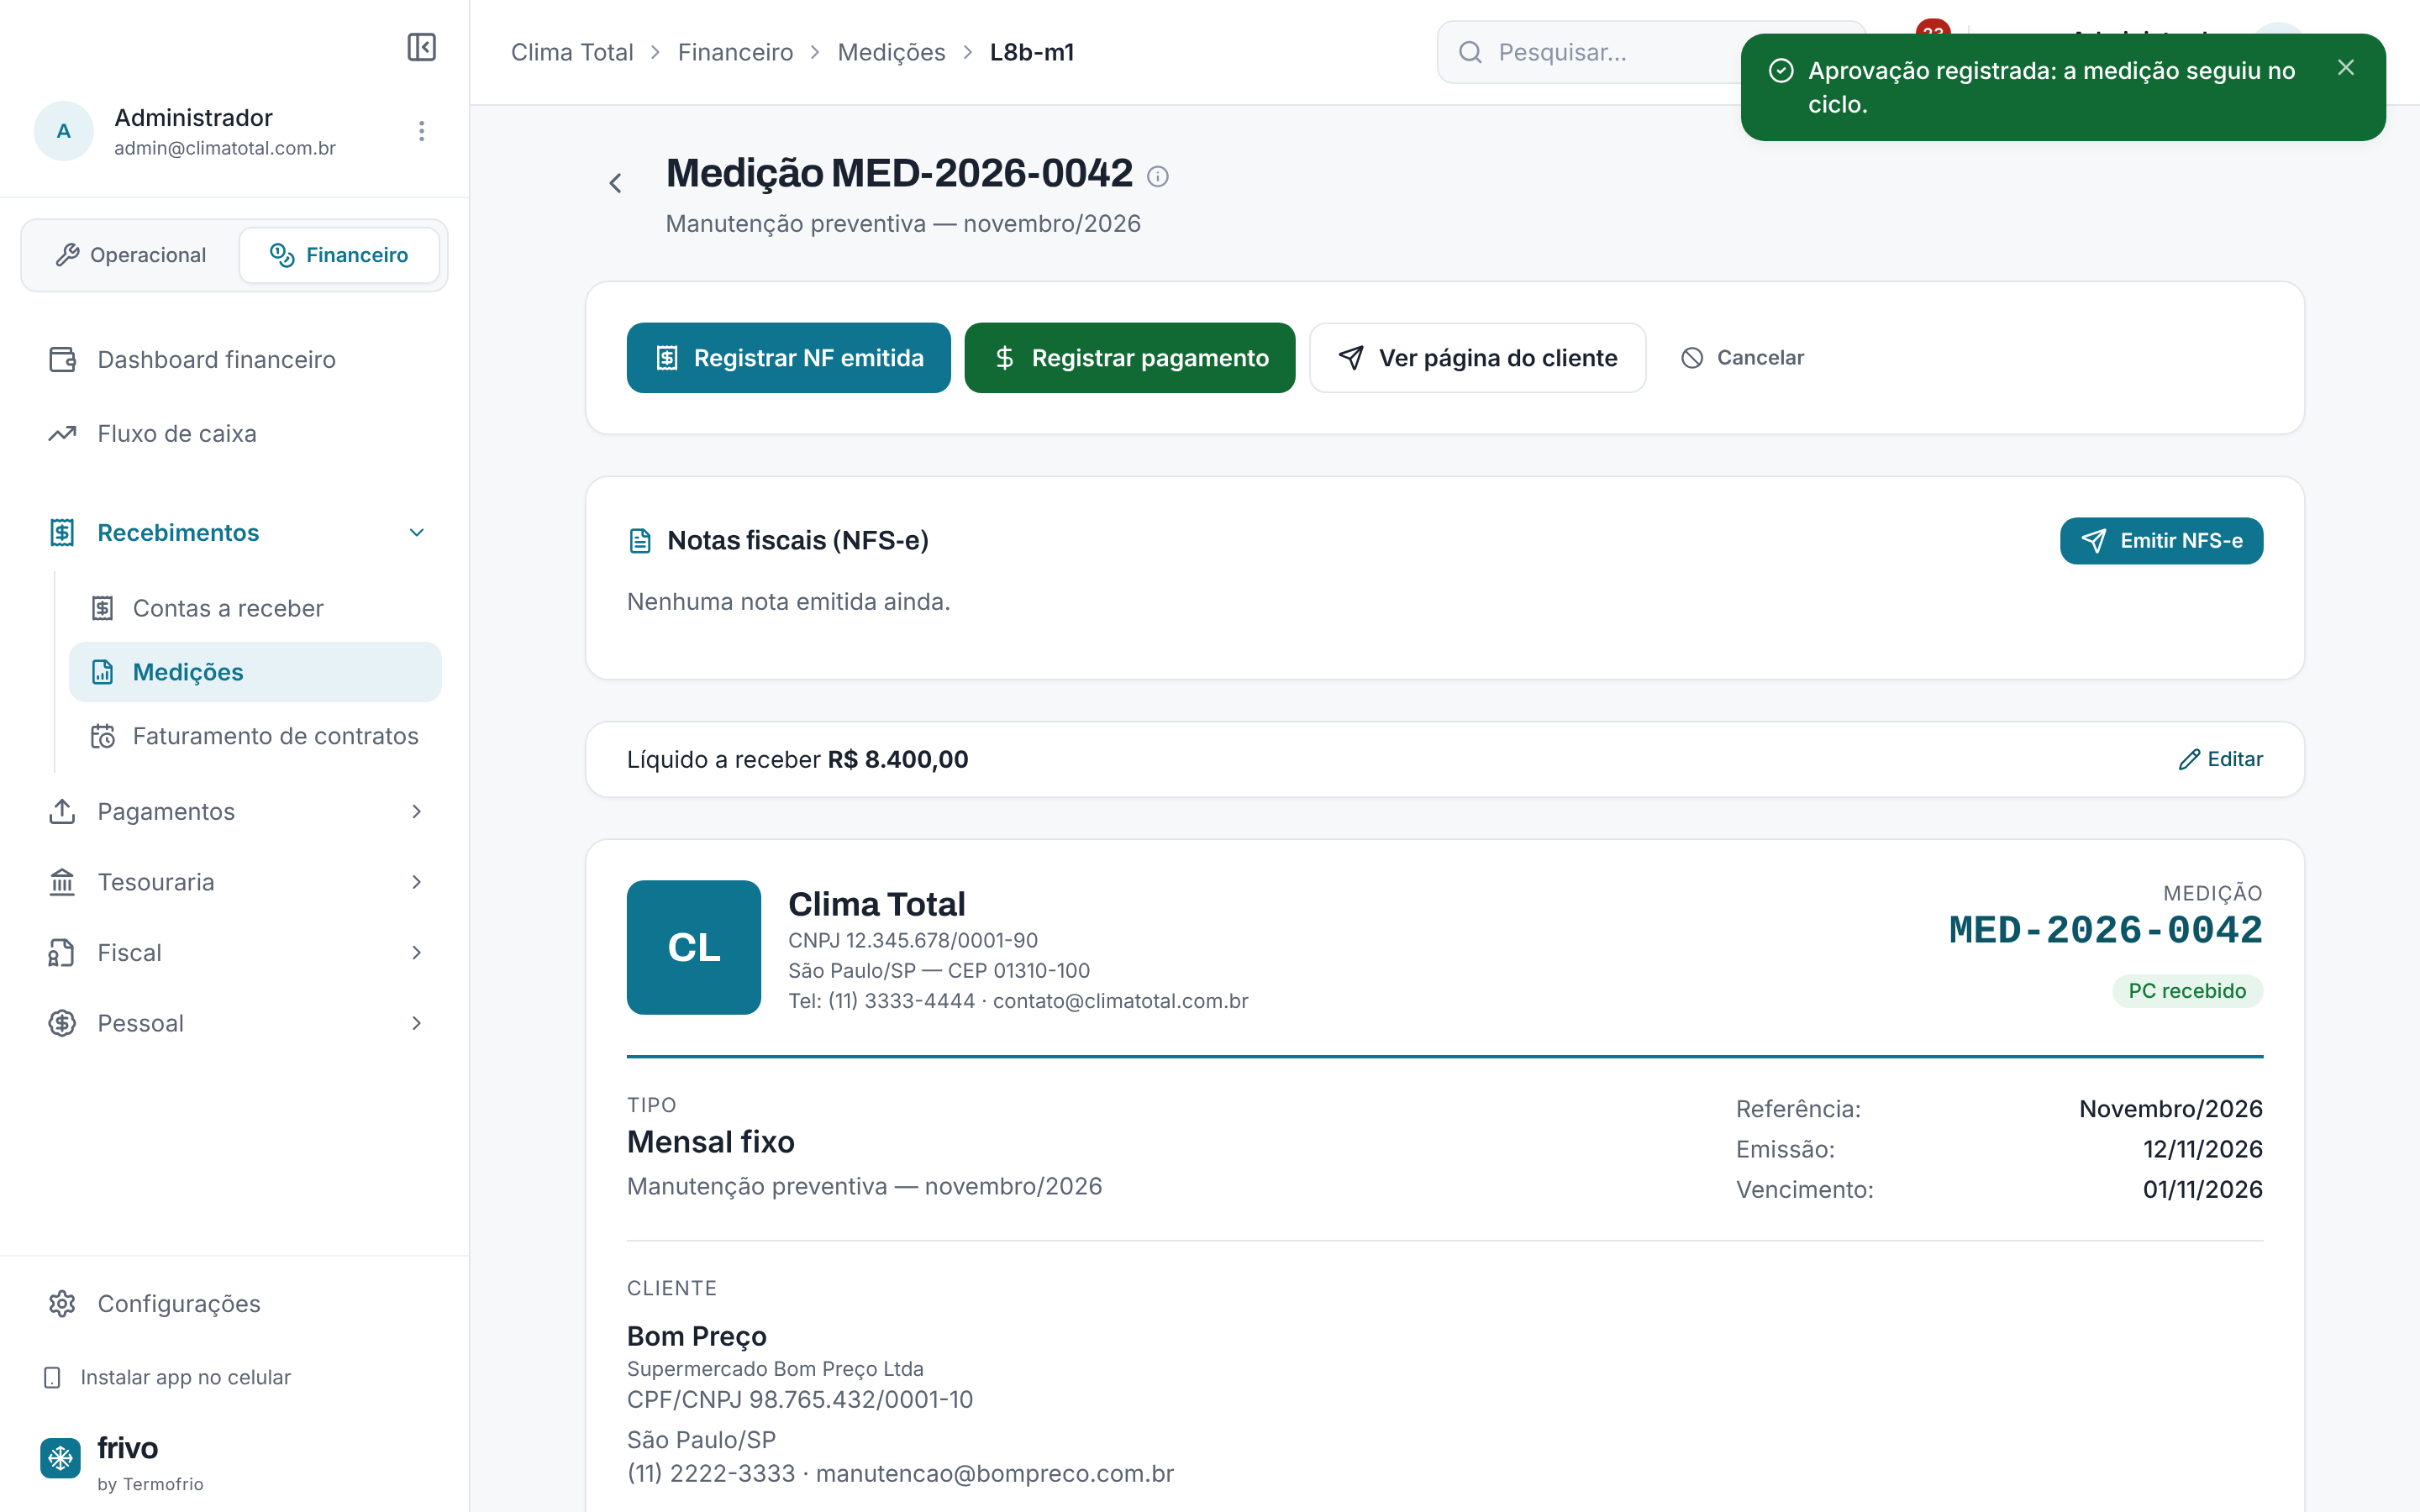 Administrador
admin@climatotal.com.br
A
Operacional
Financeiro
Dashboard financeiro
Fluxo de caixa
Recebimentos
Contas a receber
Medições
Faturamento de contratos
Pagamentos
Tesouraria
Fiscal
Pessoal
Configurações
Instalar app no celular
frivo
by Termofrio
Clima Total > Financeiro > Medições > L8b-m1
Pesquisar...
Aprovação registrada: a medição seguiu no
ciclo.
Medição MED-2026-0042
Manutenção preventiva — novembro/2026
Registrar NF emitida
Registrar pagamento
Ver página do cliente
Cancelar
Notas fiscais (NFS-e)
Emitir NFS-e
Nenhuma nota emitida ainda.
Líquido a receber R$ 8.400,00
Editar
CL
Clima Total
CNPJ 12.345.678/0001-90
São Paulo/SP — CEP 01310-100
Tel: (11) 3333-4444 · contato@climatotal.com.br
MEDIÇÃO
MED-2026-0042
PC recebido
TIPO
Mensal fixo
Manutenção preventiva — novembro/2026
Referência: Novembro/2026
Emissão: 12/11/2026
Vencimento: 01/11/2026
CLIENTE
Bom Preço
Supermercado Bom Preço Ltda
CPF/CNPJ 98.765.432/0001-10
São Paulo/SP
(11) 2222-3333 · manutencao@bompreco.com.br